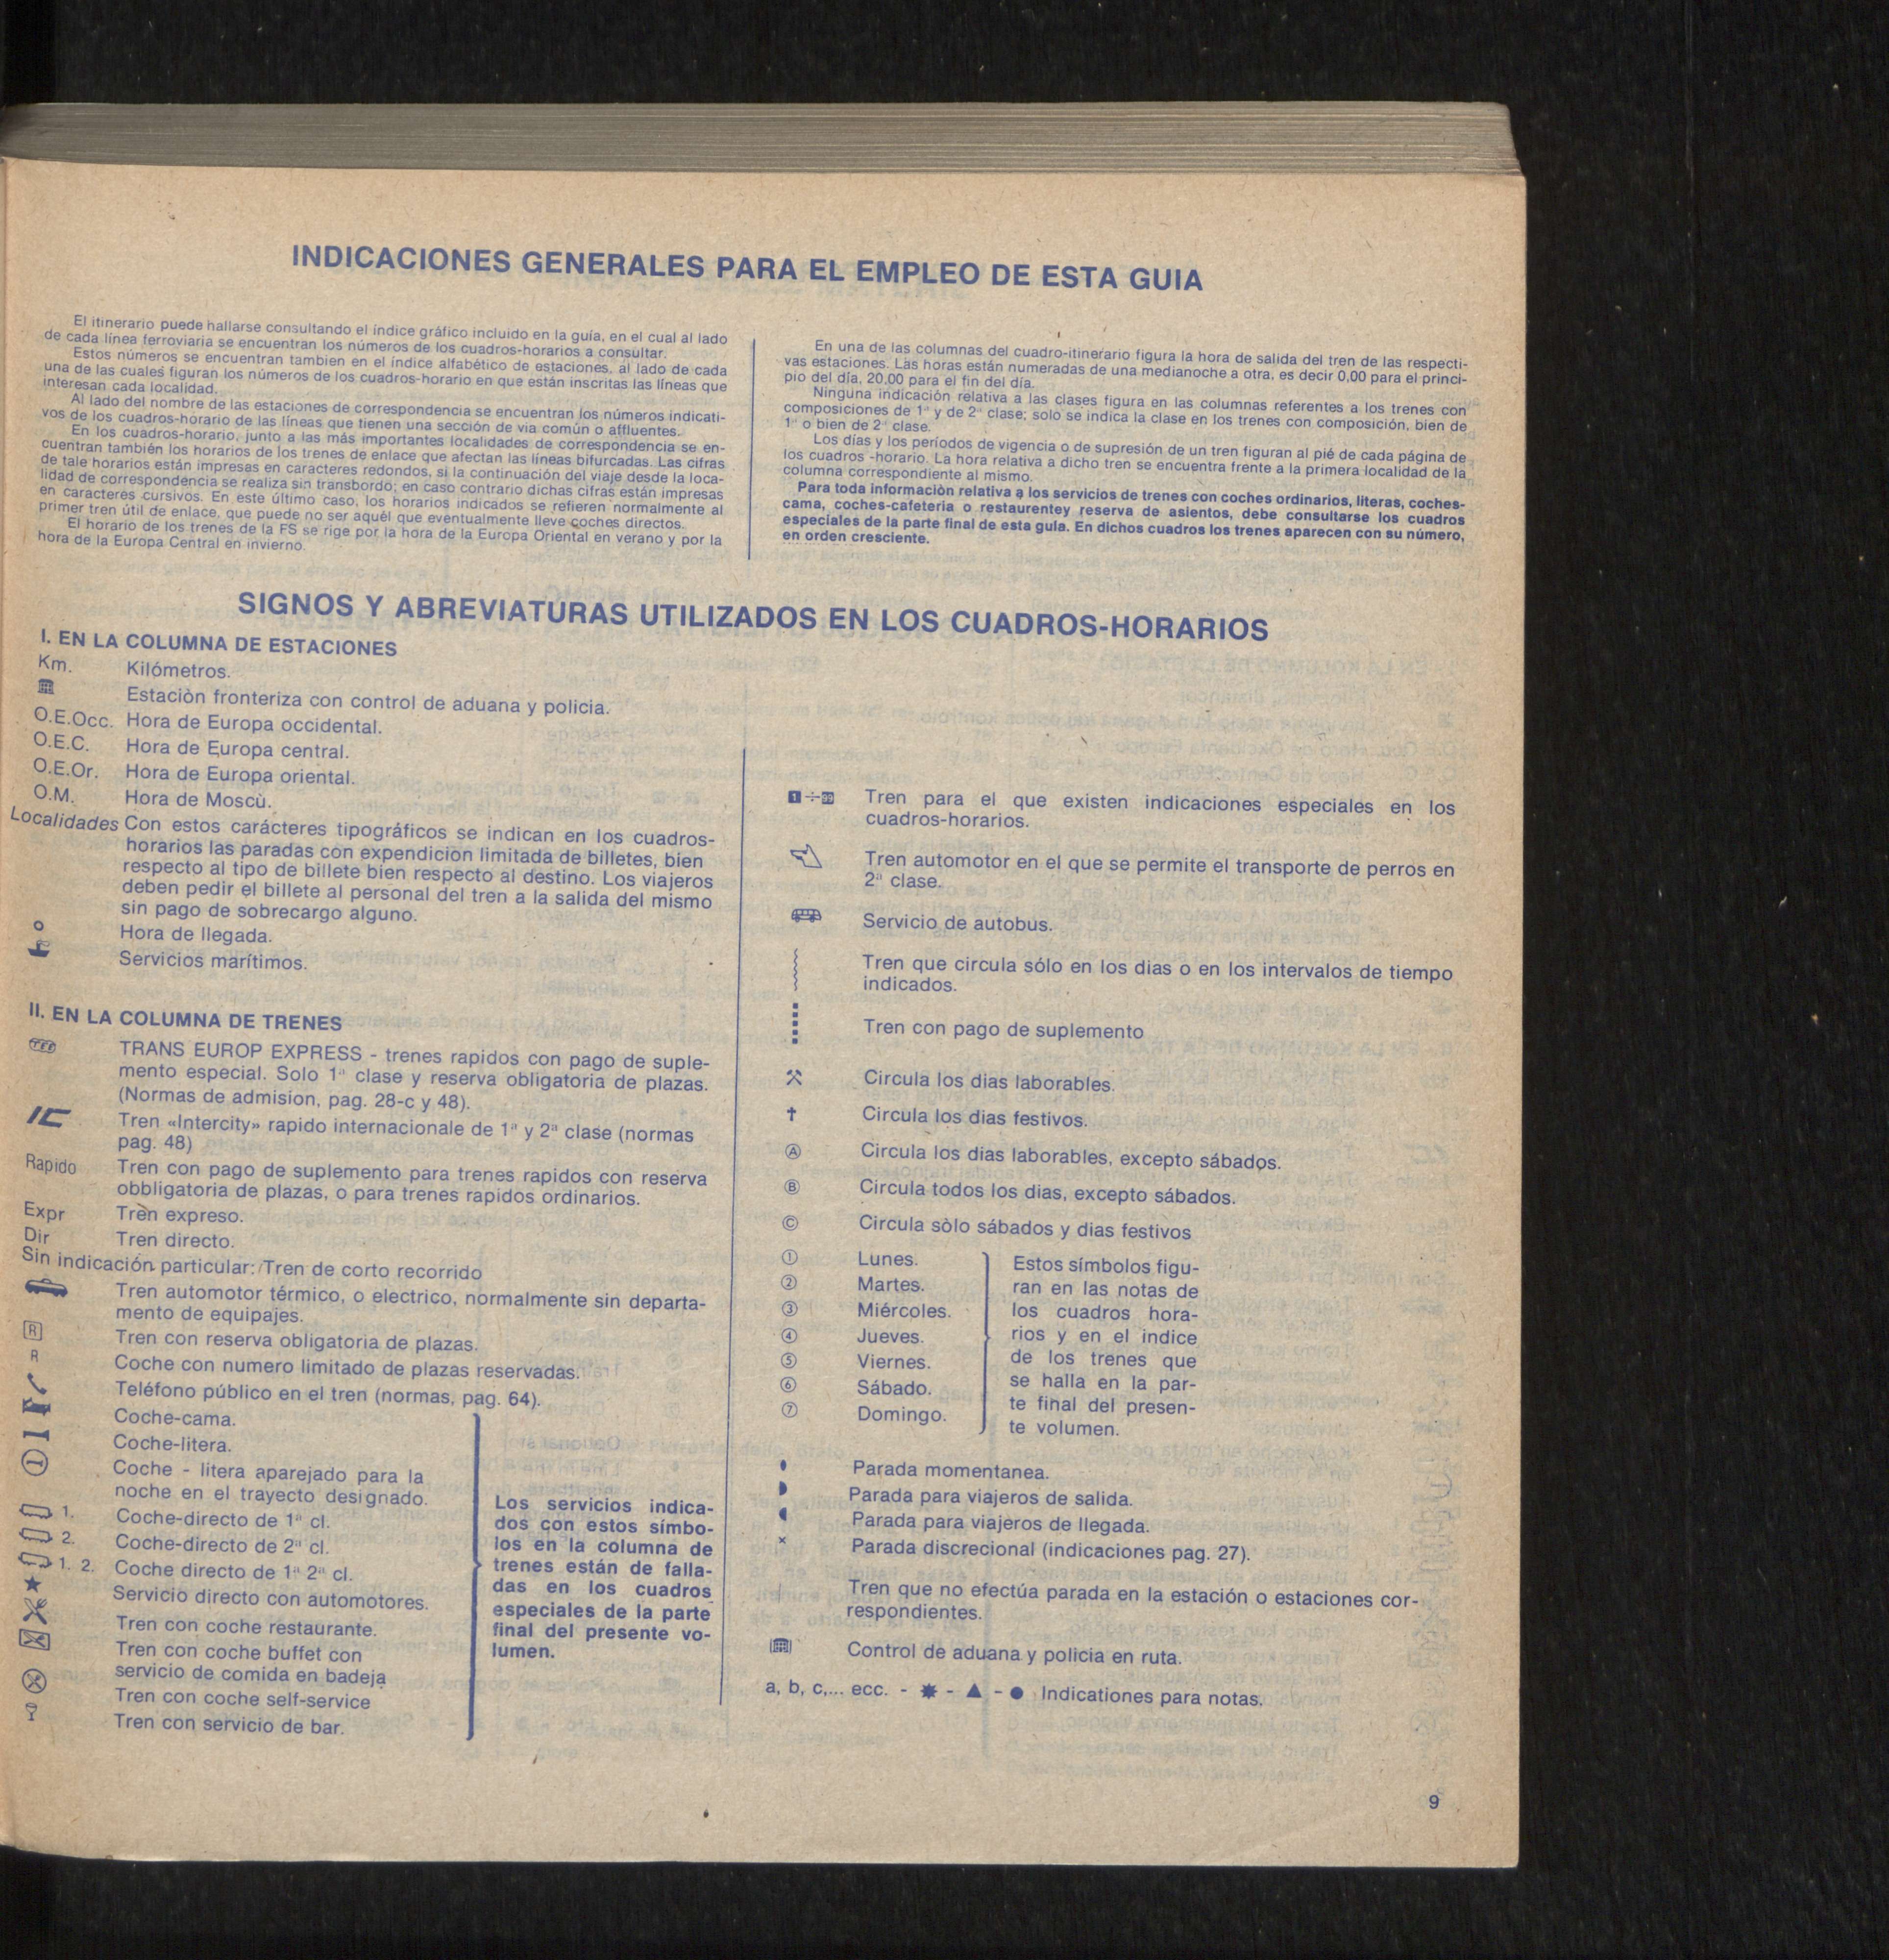 INDICACIONES GENERALES PARA EL EMPLEO DE ESTA GUIA
El itinerario puede hallarse consultando el índice gráfico incluido en la guía, en el cual al lado
de cada línea ferroviaria se encuentran los números de los cuadros-horarios a consultar.
Estos números se encuentran tambien en el índice alfabético de estaciones, al lado de cada
una de las cuales figuran los números de los cuadros-horario en que están inscritas las líneas que
interesan cada localidad.
Al lado del nombre de las estaciones de correspondencia se encuentran los números indicati-
vos de los cuadros-horario de las líneas que tienen una sección de via común o affluentes.
En los cuadros-horario, junto a las más importantes localidades de correspondencia se en-
cuentran también los horarios de los trenes de enlace que afectan las líneas bifurcadas. Las cifras
de tale horarios están impresas en caracteres redondos, si la continuación del viaje desde la loca-
lidad de correspondencia se realiza sin transbordo; en caso contrario dichas cifras están impresas
en caracteres cursivos. En este último caso, los horarios indicados se refieren normalmente al
primer tren útil de enlace, que puede no ser aquél que eventualmente lleve coches directos.
El horario de los trenes de la FS se rige por la hora de la Europa Oriental en verano y por la
hora de la Europa Central en invierno.
En una de las columnas del cuadro-itinerario figura la hora de salida del tren de las respecti-
vas estaciones. Las horas están numeradas de una medianoche a otra, es decir 0,00 para el princi-
pio del día, 20,00 para el fin del día.
Ninguna indicación relativa a las clases figura en las columnas referentes a los trenes con
composiciones de 1ª y de 2ª clase; solo se indica la clase en los trenes con composición, bien de
1ª o bien de 2ª clase.
Los días y los períodos de vigencia o de supresión de un tren figuran al pié de cada página de
los cuadros -horario. La hora relativa a dicho tren se encuentra frente a la primera localidad de la
columna correspondiente al mismo.
Para toda informaciòn relativa a los servicios de trenes con coches ordinarios, literas, coches-
cama, coches-cafeteria o restaurentey reserva de asientos, debe consultarse los cuadros
especiales de la parte final de esta guía. En dichos cuadros los trenes aparecen con su número,
en orden cresciente.
SIGNOS Y ABREVIATURAS UTILIZADOS EN LOS CUADROS-HORARIOS
I. EN LA COLUMNA DE ESTACIONES
Km. Kilómetros.
Estaciòn fronteriza con control de aduana y policia.
O.E.Occ. Hora de Europa occidental.
O.E.C. Hora de Europa central.
O.E.Or. Hora de Europa oriental.
O.M. Hora de Moscù.
Localidades Con estos carácteres tipográficos se indican en los cuadros-
horarios las paradas con expendicion limitada de billetes, bien
respecto al tipo de billete bien respecto al destino. Los viajeros
deben pedir el billete al personal del tren a la salida del mismo
sin pago de sobrecargo alguno.
Hora de llegada.
Servicios marítimos.
II. EN LA COLUMNA DE TRENES
TEE TRANS EUROP EXPRESS - trenes rapidos con pago de suple-
mento especial. Solo 1ª clase y reserva obligatoria de plazas.
(Normas de admision, pag. 28-c y 48).
IC Tren «Intercity» rapido internacionale de 1ª y 2ª clase (normas
pag. 48)
Rapido Tren con pago de suplemento para trenes rapidos con reserva
obbligatoria de plazas, o para trenes rapidos ordinarios.
Expr Tren expreso.
Dir Tren directo.
Sin indicación particular: Tren de corto recorrido
Tren automotor térmico, o electrico, normalmente sin departa-
mento de equipajes.
R Tren con reserva obligatoria de plazas.
R Coche con numero limitado de plazas reservadas.
Teléfono público en el tren (normas, pag. 64).
Coche-cama.
Coche-litera.
Coche - litera aparejado para la
noche en el trayecto designado.
1. Coche-directo de 1ª cl.
2. Coche-directo de 2ª cl.
1. 2. Coche directo de 1ª 2ª cl.
★ Servicio directo con automotores.
Tren con coche restaurante.
Tren con coche buffet con
servicio de comida en badeja
Tren con coche self-service
Tren con servicio de bar.
Los servicios indica-
dos con estos símbo-
los en la columna de
trenes están de falla-
das en los cuadros
especiales de la parte
final del presente vo-
lumen.
1 ÷ 99 Tren para el que existen indicaciones especiales en los
cuadros-horarios.
Tren automotor en el que se permite el transporte de perros en
2ª clase.
Servicio de autobus.
Tren que circula sólo en los dias o en los intervalos de tiempo
indicados.
Tren con pago de suplemento
⚒ Circula los dias laborables.
✝ Circula los dias festivos.
Ⓐ Circula los dias laborables, excepto sábados.
Ⓑ Circula todos los dias, excepto sábados.
Ⓒ Circula sòlo sábados y dias festivos
① Lunes.
② Martes.
③ Miércoles.
④ Jueves.
⑤ Viernes.
⑥ Sábado.
⑦ Domingo.
Estos símbolos figu-
ran en las notas de
los cuadros hora-
rios y en el indice
de los trenes que
se halla en la par-
te final del presen-
te volumen.
Parada momentanea.
Parada para viajeros de salida.
Parada para viajeros de llegada.
× Parada discrecional (indicaciones pag. 27).
| Tren que no efectúa parada en la estación o estaciones cor-
respondientes.
Control de aduana y policia en ruta.
a, b, c,... ecc. - ✸ - ▲ - ● Indicationes para notas.
9